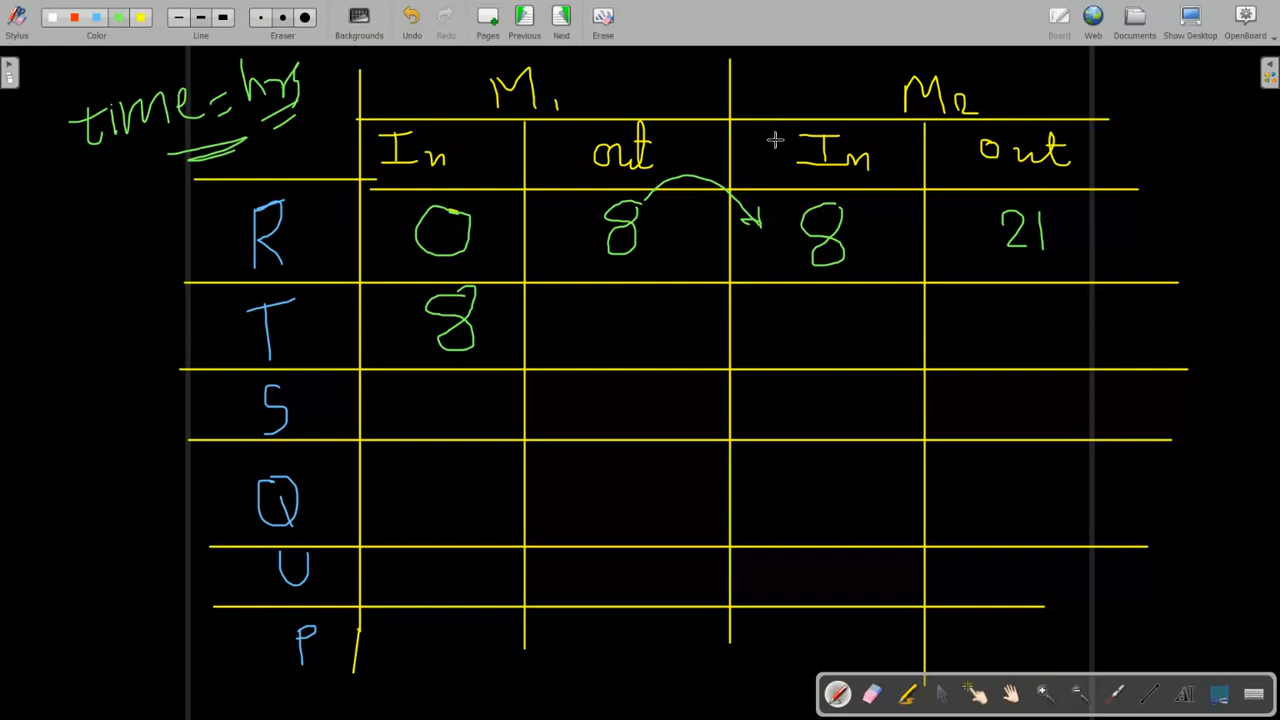 Stylus Color Line Eraser Backgrounds Undo Redo Pages Previous Next Erase Board Web Documents Show Desktop OpenBoard
time = hrs
M1 M2
In out In out
R 0 8 8 21
T 8
S
Q
U
P